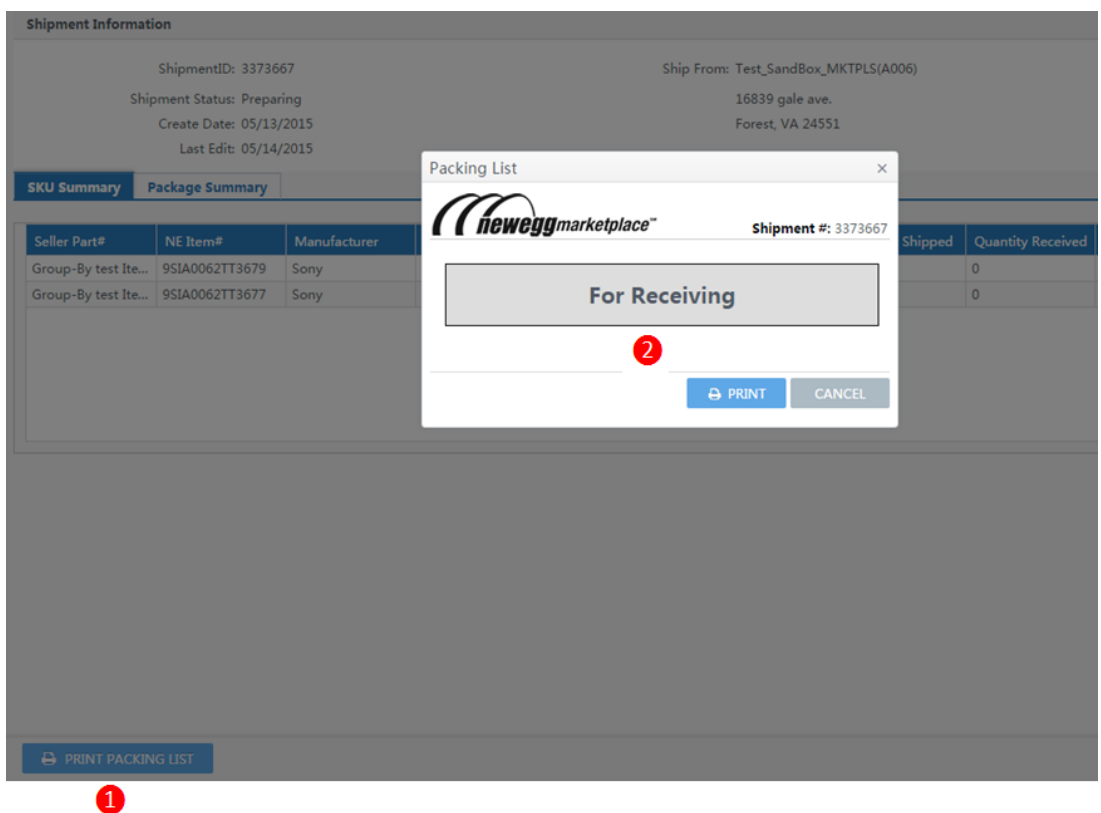 Shipment Information
ShipmentID: 3373667
Ship From: Test_SandBox_MKTPLS(A006)
Shipment Status: Preparing
16839 gale ave.
Create Date: 05/13/2015
Forest, VA 24551
Last Edit: 05/14/2015
Packing List ×
SKU Summary Package Summary
neweggmarketplace™
Shipment #: 3373667
Seller Part# NE Item# Manufacturer Shipped Quantity Received
Group-By test Ite... 9SIA0062TT3679 Sony 0
Group-By test Ite... 9SIA0062TT3677 Sony 0
For Receiving
2
PRINT CANCEL
PRINT PACKING LIST
1